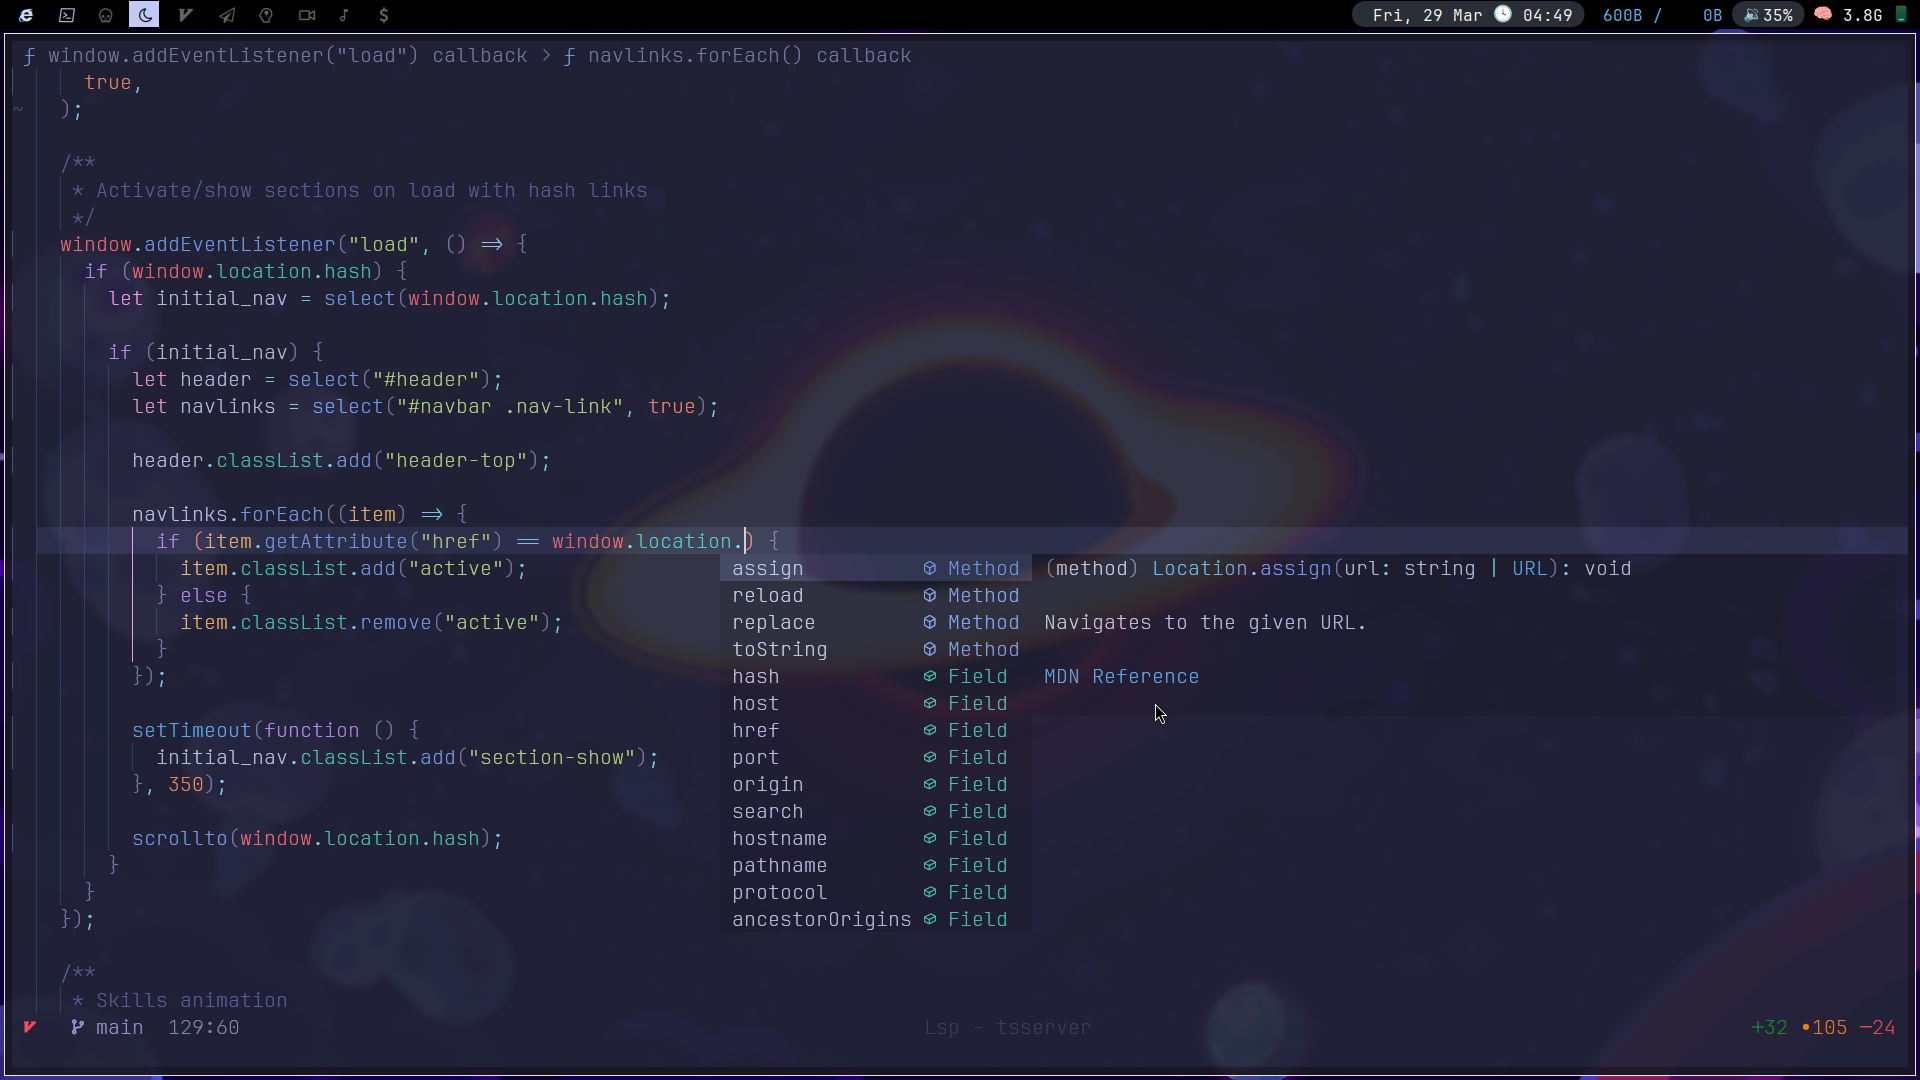 Fri, 29 Mar 04:49 600B / 0B 35% 3.8G
ƒ window.addEventListener("load") callback > ƒ navlinks.forEach() callback
true,
~ );
/**
* Activate/show sections on load with hash links
*/
window.addEventListener("load", () => {
if (window.location.hash) {
let initial_nav = select(window.location.hash);
if (initial_nav) {
let header = select("#header");
let navlinks = select("#navbar .nav-link", true);
header.classList.add("header-top");
navlinks.forEach((item) => {
if (item.getAttribute("href") == window.location.) {
item.classList.add("active");
} else {
item.classList.remove("active");
}
});
setTimeout(function () {
initial_nav.classList.add("section-show");
}, 350);
scrollto(window.location.hash);
}
}
});
/**
* Skills animation
assign Method
reload Method
replace Method
toString Method
hash Field
host Field
href Field
port Field
origin Field
search Field
hostname Field
pathname Field
protocol Field
ancestorOrigins Field
(method) Location.assign(url: string | URL): void
Navigates to the given URL.
MDN Reference
main 129:60 Lsp - tsserver +32 •105 −24